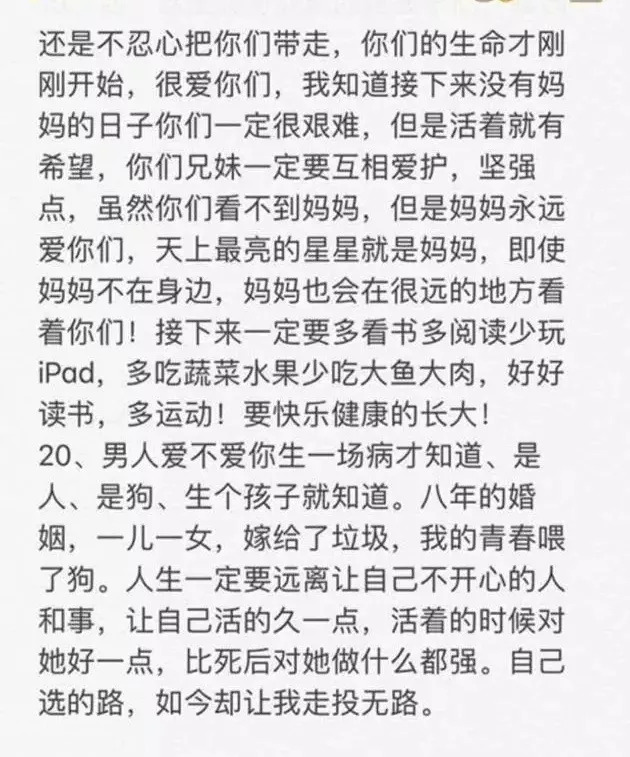 还是不忍心把你们带走，你们的生命才刚
刚开始，很爱你们，我知道接下来没有妈
妈的日子你们一定很艰难，但是活着就有
希望，你们兄妹一定要互相爱护，坚强
点，虽然你们看不到妈妈，但是妈妈永远
爱你们，天上最亮的星星就是妈妈，即使
妈妈不在身边，妈妈也会在很远的地方看
着你们！接下来一定要多看书多阅读少玩
iPad，多吃蔬菜水果少吃大鱼大肉，好好
读书，多运动！要快乐健康的长大！
20、男人爱不爱你生一场病才知道、是
人、是狗、生个孩子就知道。八年的婚
姻，一儿一女，嫁给了垃圾，我的青春喂
了狗。人生一定要远离让自己不开心的人
和事，让自己活的久一点，活着的时候对
她好一点，比死后对她做什么都强。自己
选的路，如今却让我走投无路。